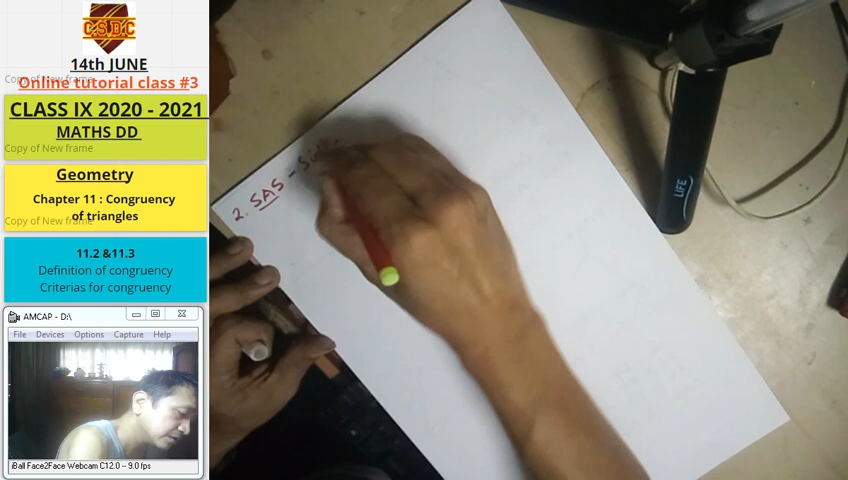 CSDC
14th JUNE
Copy of New frame
Online tutorial class #3
CLASS IX 2020 - 2021
MATHS DD
Copy of New frame
Geometry
Chapter 11 : Congruency
of triangles
Copy of New frame
11.2 &11.3
Definition of congruency
Criterias for congruency
AMCAP - D:\
File Devices Options Capture Help
iBall Face2Face Webcam C12.0 -- 9.0 fps
2. SAS -
LIFE